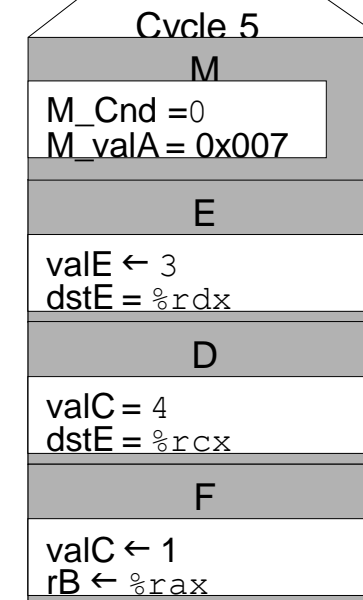 Cycle 5
M
M_Cnd =0
M_valA = 0x007
E
valE ← 3
dstE = %rdx
D
valC = 4
dstE = %rcx
F
valC ← 1
rB ← %rax